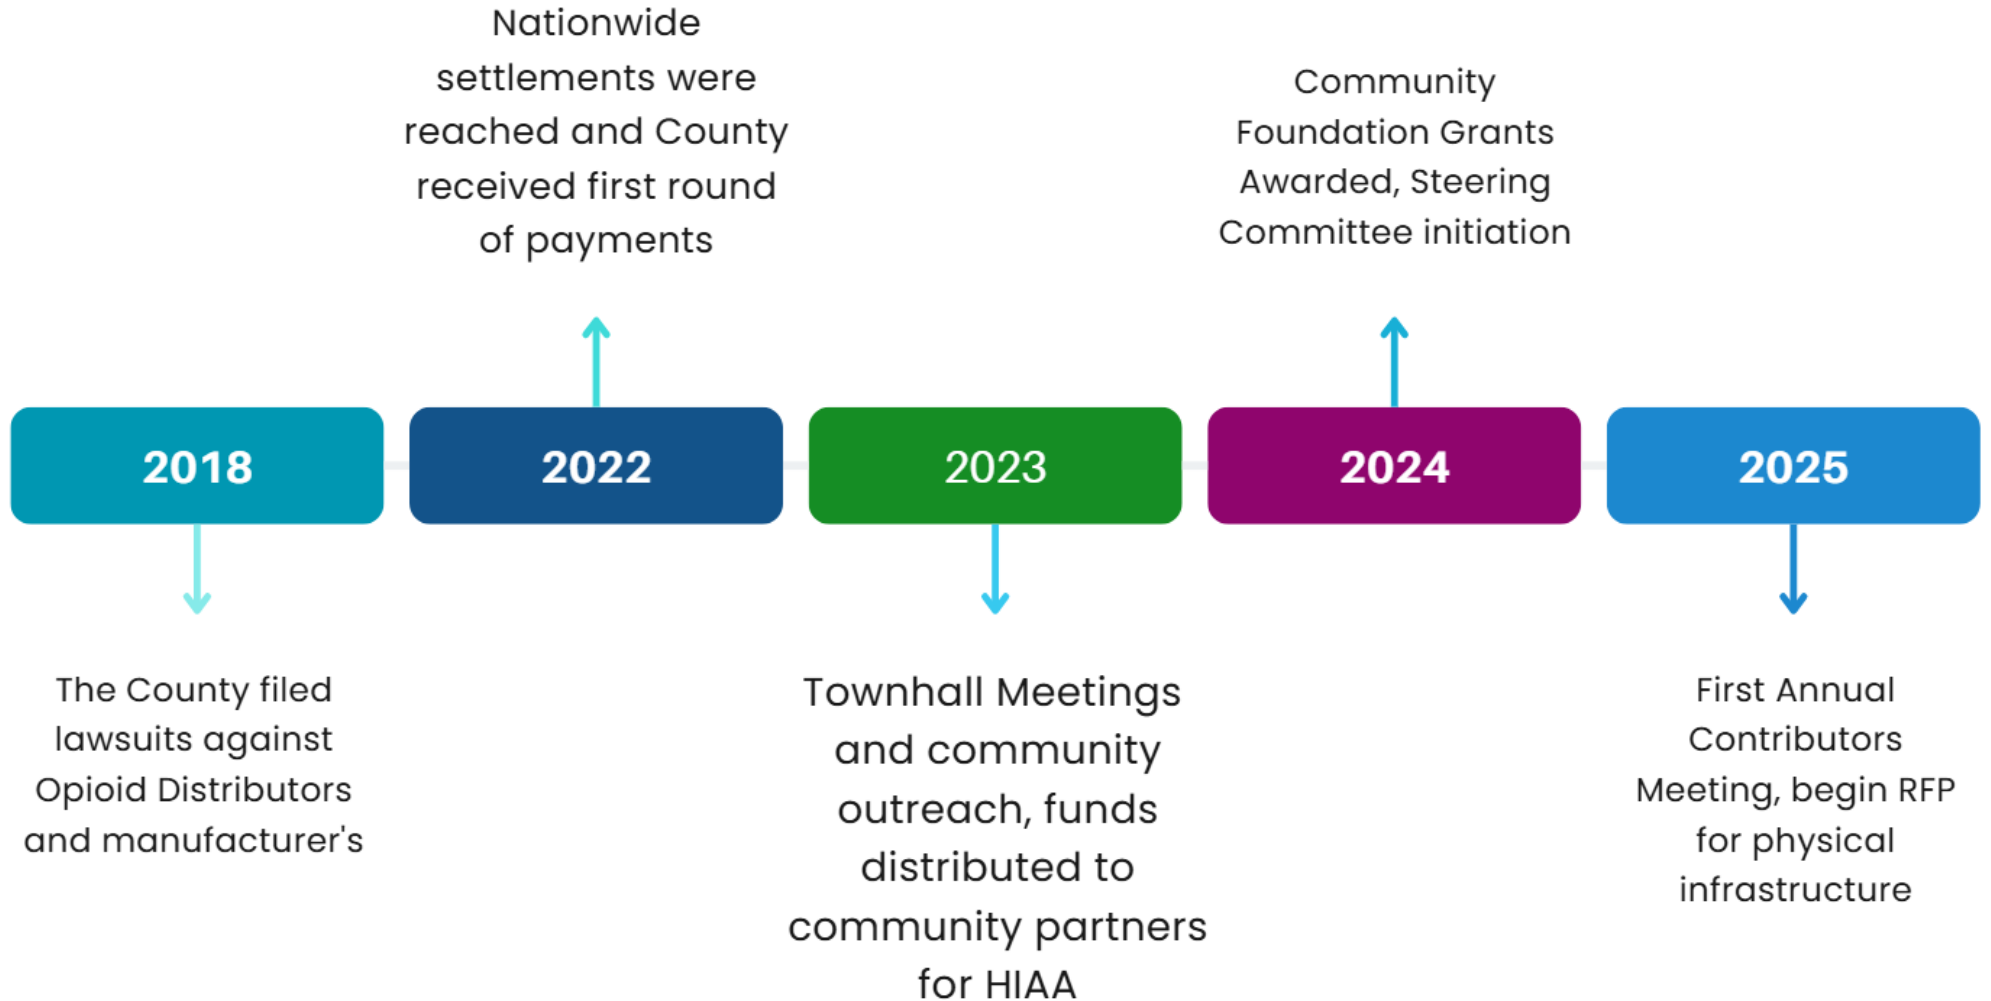 Nationwide
settlements were
reached and County
received first round
of payments
Community
Foundation Grants
Awarded, Steering
Committee initiation
2018
2022
2023
2024
2025
The County filed
lawsuits against
Opioid Distributors
and manufacturer's
Townhall Meetings
and community
outreach, funds
distributed to
community partners
for HIAA
First Annual
Contributors
Meeting, begin RFP
for physical
infrastructure